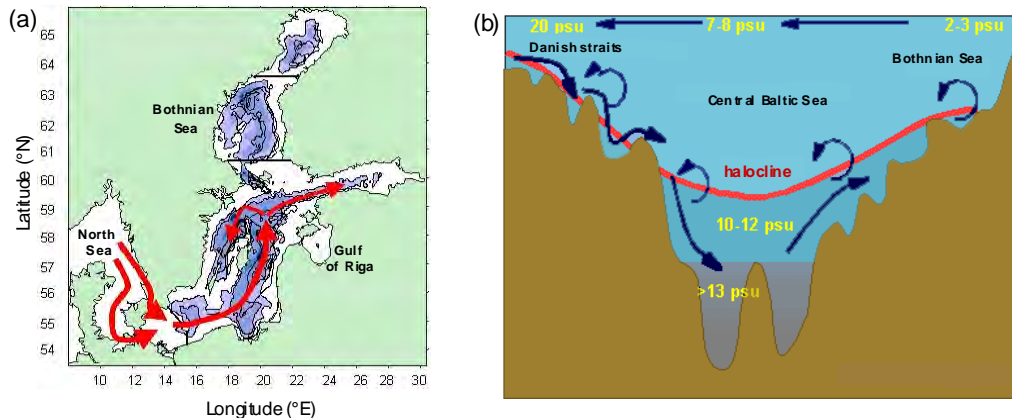 (a)
65
64
63
62
61
60
59
58
57
56
55
54
Latitude (°N)
Bothnian
Sea
North
Sea
Gulf
of Riga
10 12 14 16 18 20 22 24 26 28 30
Longitude (°E)
(b)
20 psu 7-8 psu 2-3 psu
Danish straits
Bothnian Sea
Central Baltic Sea
halocline
10-12 psu
>13 psu